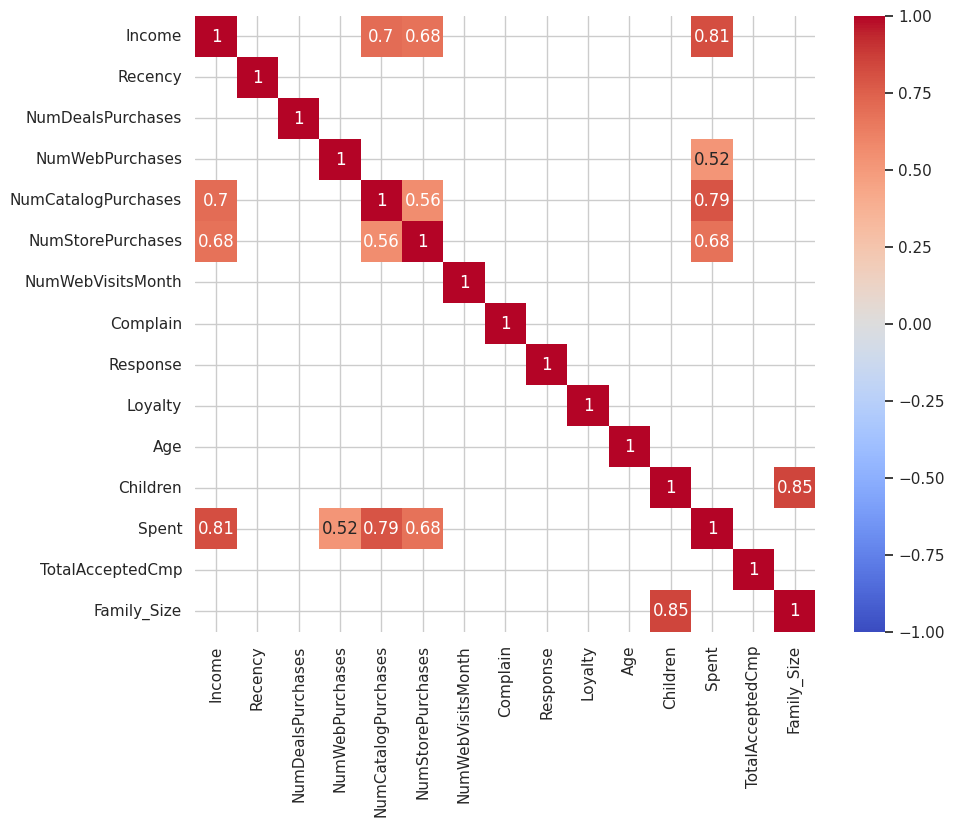 Income 1 0.7 0.68 0.81
Recency 1
NumDealsPurchases 1
NumWebPurchases 1 0.52
NumCatalogPurchases 0.7 1 0.56 0.79
NumStorePurchases 0.68 0.56 1 0.68
NumWebVisitsMonth 1
Complain 1
Response 1
Loyalty 1
Age 1
Children 1 0.85
Spent 0.81 0.52 0.79 0.68 1
TotalAcceptedCmp 1
Family_Size 0.85 1
Income
Recency
NumDealsPurchases
NumWebPurchases
NumCatalogPurchases
NumStorePurchases
NumWebVisitsMonth
Complain
Response
Loyalty
Age
Children
Spent
TotalAcceptedCmp
Family_Size
1.00
0.75
0.50
0.25
0.00
−0.25
−0.50
−0.75
−1.00